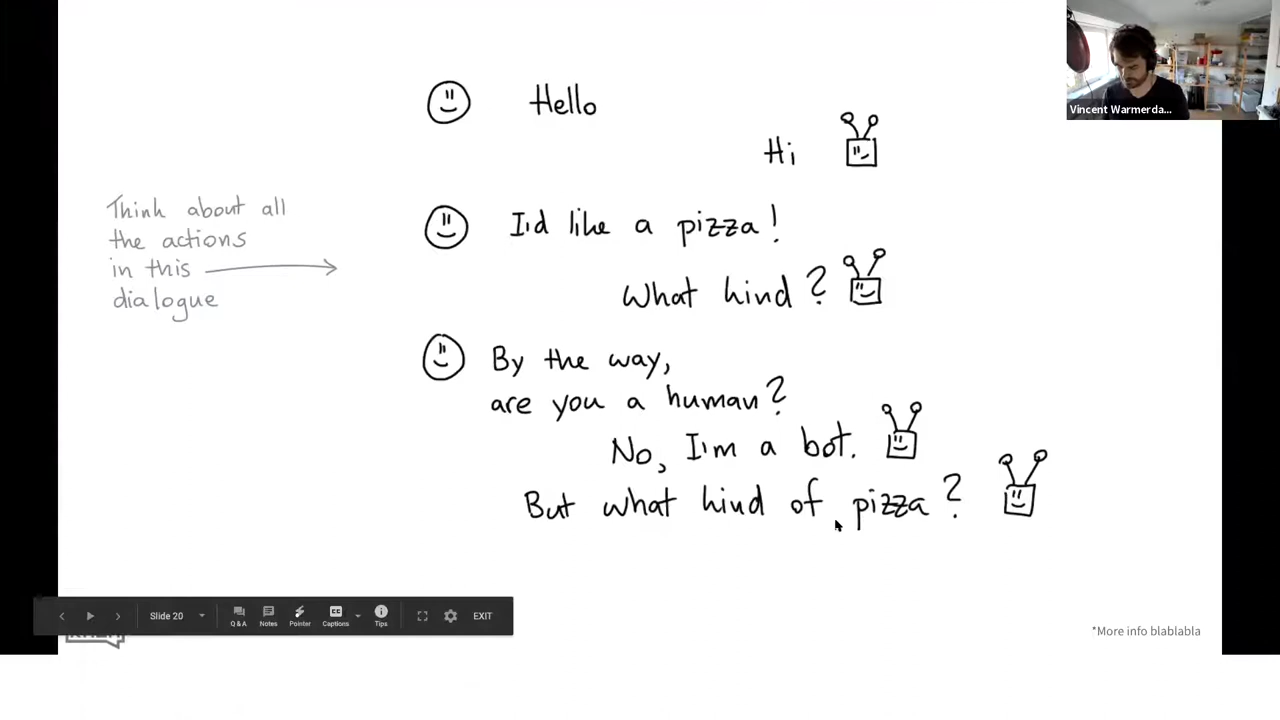 Hello
Hi
Think about all
the actions
in this
dialogue
I'd like a pizza!
What kind?
By the way,
are you a human?
No, I'm a bot.
But what kind of pizza?
Vincent Warmerda...
Slide 20
Q & A
Notes
Pointer
CC
Captions
Tips
EXIT
*More info blablabla